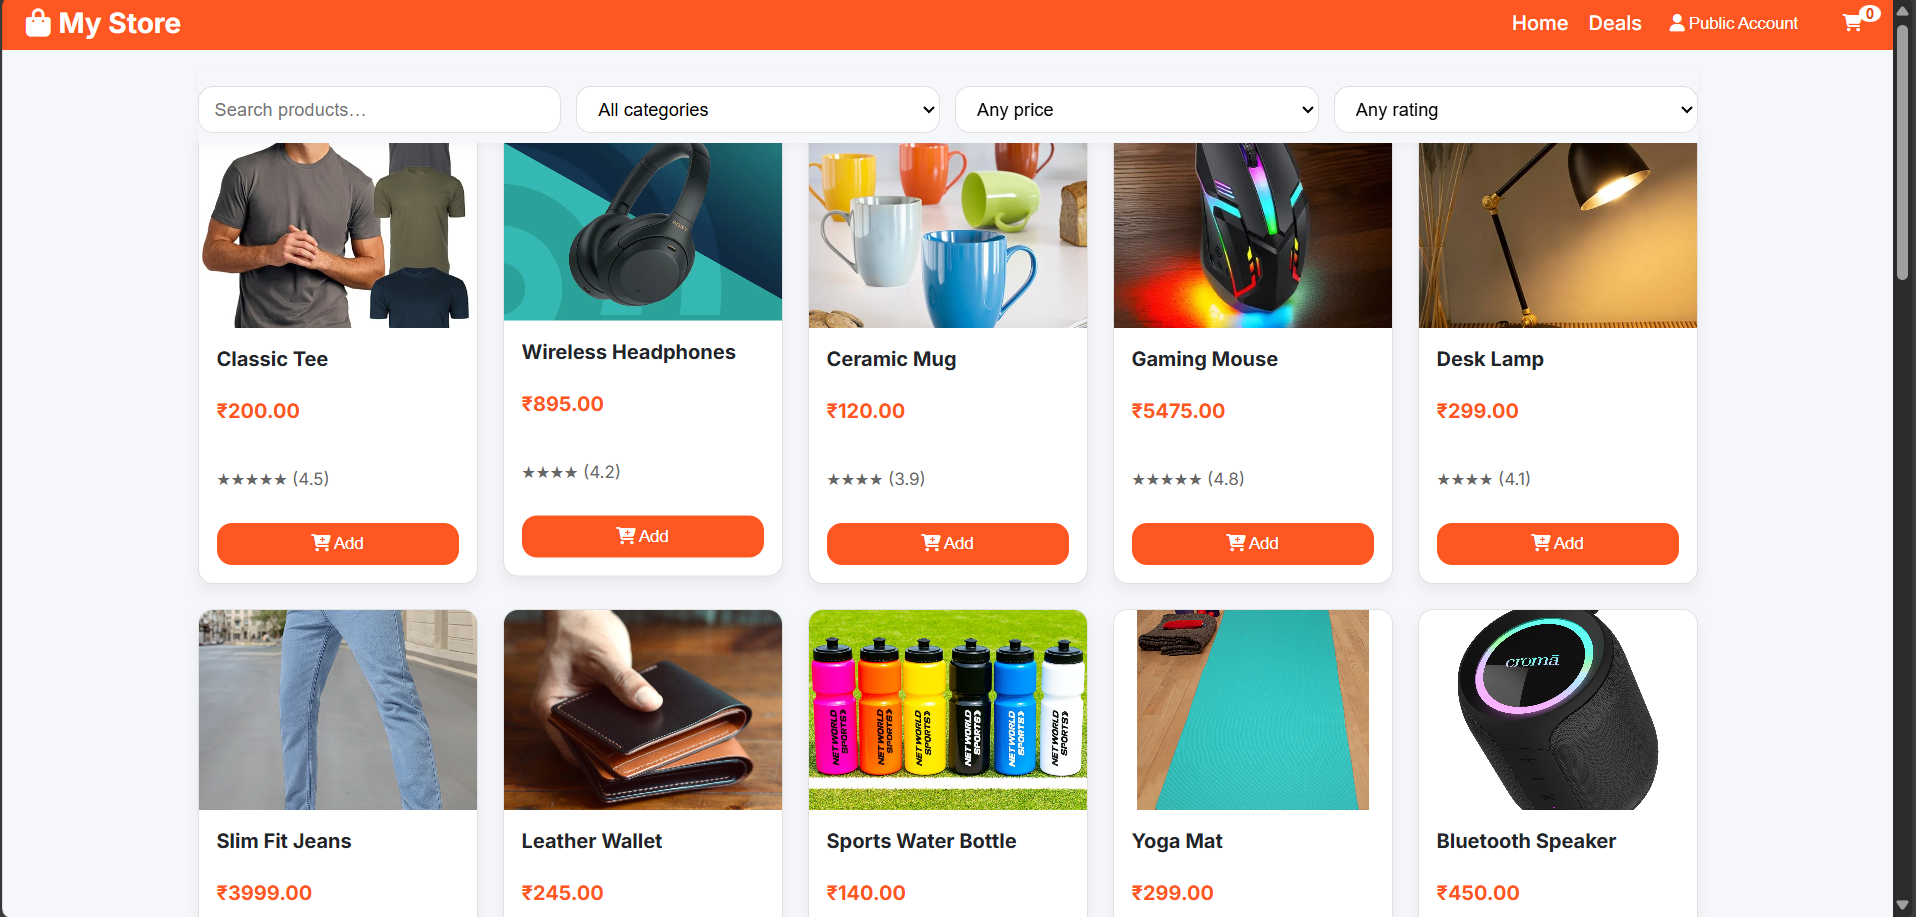 My Store
Home Deals Public Account 0
Search products… All categories Any price Any rating
SONY
Classic Tee
Wireless Headphones
Ceramic Mug
Gaming Mouse
Desk Lamp
₹200.00
₹895.00
₹120.00
₹5475.00
₹299.00
★★★★★ (4.5)
★★★★ (4.2)
★★★★ (3.9)
★★★★★ (4.8)
★★★★ (4.1)
Add
Add
Add
Add
Add
NET WORLD SPORTS
NET WORLD SPORTS
NET WORLD SPORTS
NET WORLD SPORTS
NET WORLD SPORTS
NET WORLD SPORTS
cromā
Slim Fit Jeans
Leather Wallet
Sports Water Bottle
Yoga Mat
Bluetooth Speaker
₹3999.00
₹245.00
₹140.00
₹299.00
₹450.00